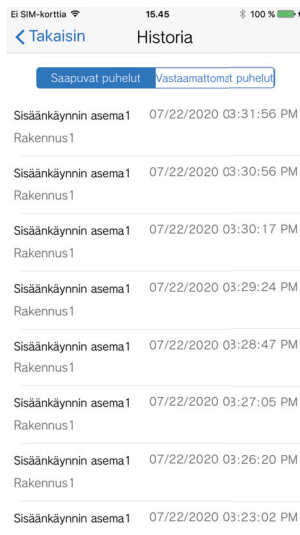 Ei SIM-korttia 15.45 100 %
Takaisin Historia
Saapuvat puhelut Vastaamattomat puhelut
Sisäänkäynnin asema1 07/22/2020 03:31:56 PM
Rakennus1
Sisäänkäynnin asema1 07/22/2020 03:30:56 PM
Rakennus1
Sisäänkäynnin asema1 07/22/2020 03:30:17 PM
Rakennus1
Sisäänkäynnin asema1 07/22/2020 03:29:24 PM
Rakennus1
Sisäänkäynnin asema1 07/22/2020 03:28:47 PM
Rakennus1
Sisäänkäynnin asema1 07/22/2020 03:27:05 PM
Rakennus1
Sisäänkäynnin asema1 07/22/2020 03:26:20 PM
Rakennus1
Sisäänkäynnin asema1 07/22/2020 03:23:02 PM